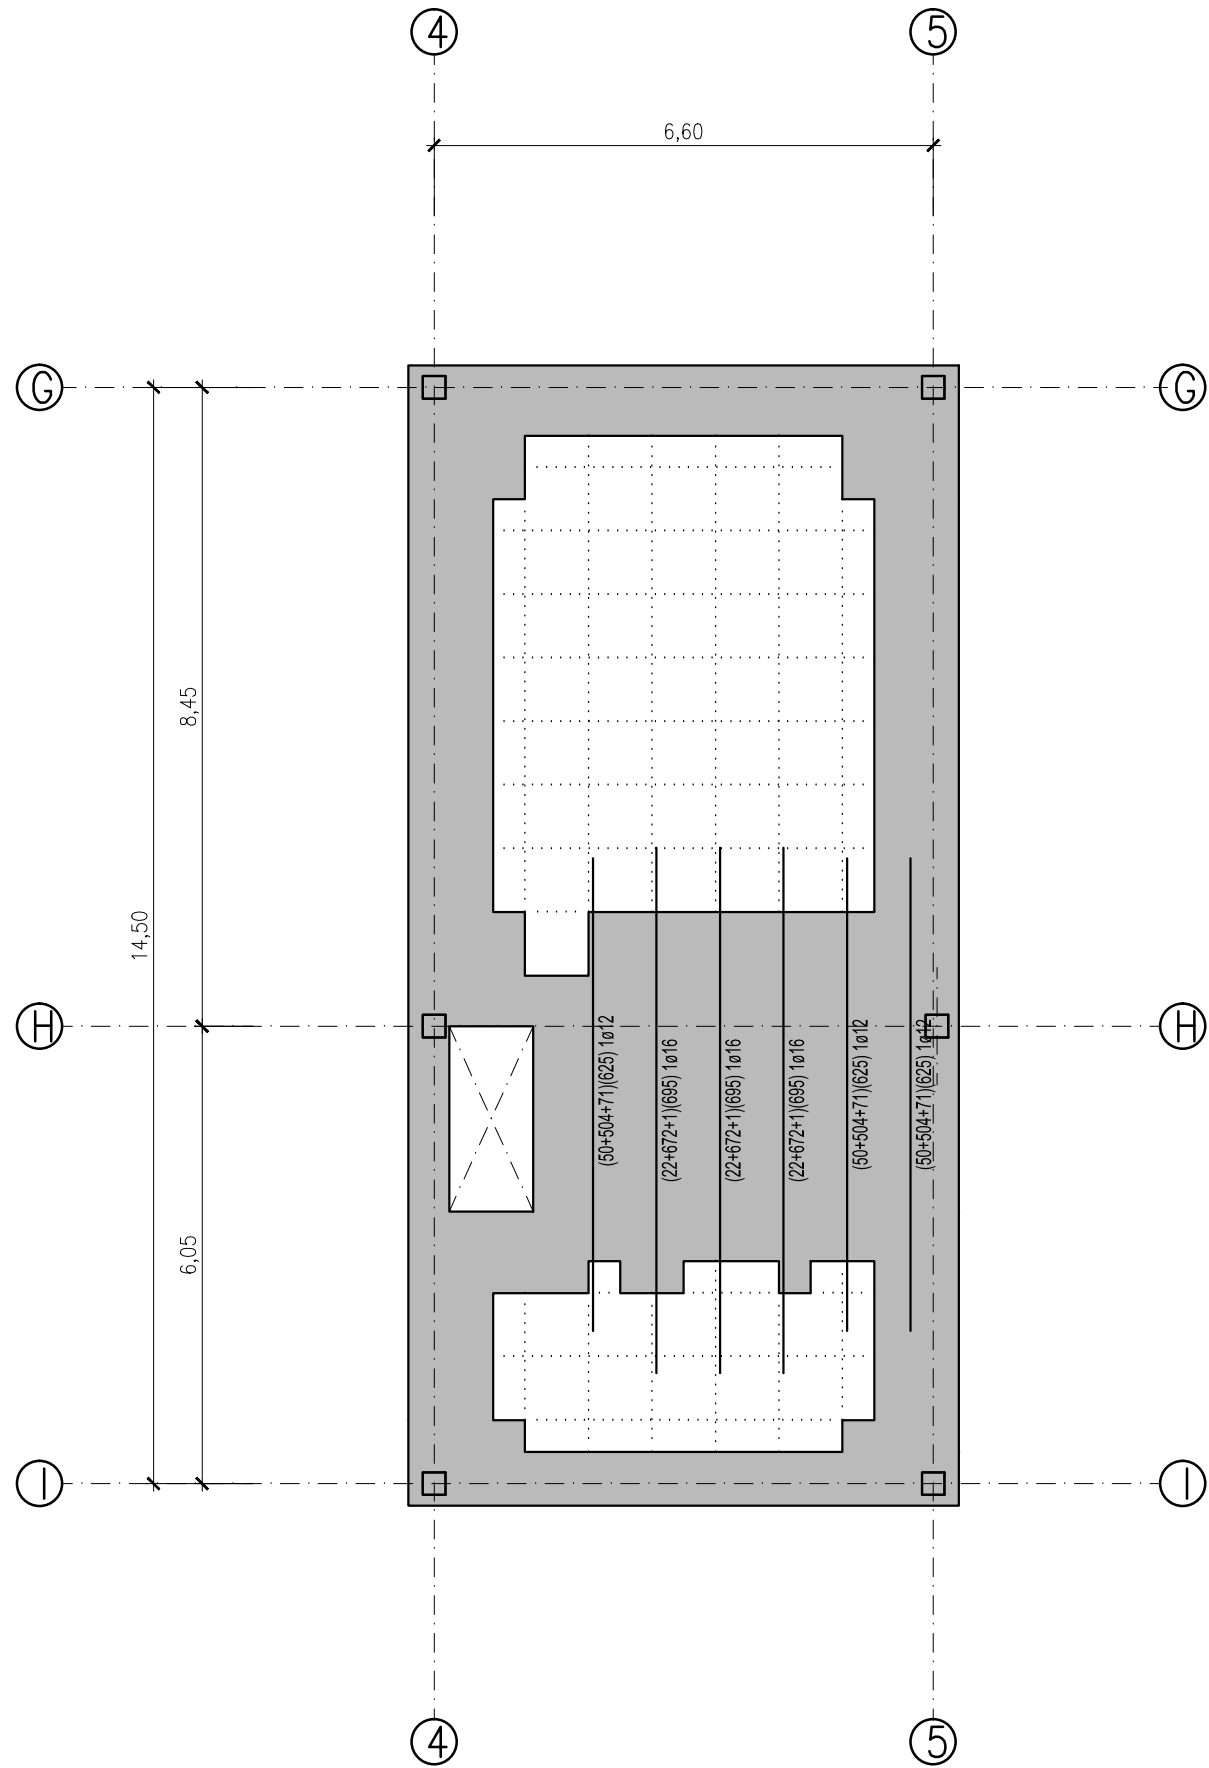 4
5
6,60
G
G
8,45
14,50
H
H
(50+504+71)(625) 1ø12
(22+672+1)(695) 1ø16
(22+672+1)(695) 1ø16
(22+672+1)(695) 1ø16
(50+504+71)(625) 1ø12
(50+504+71)(625) 1ø12
6,05
I
I
4
5